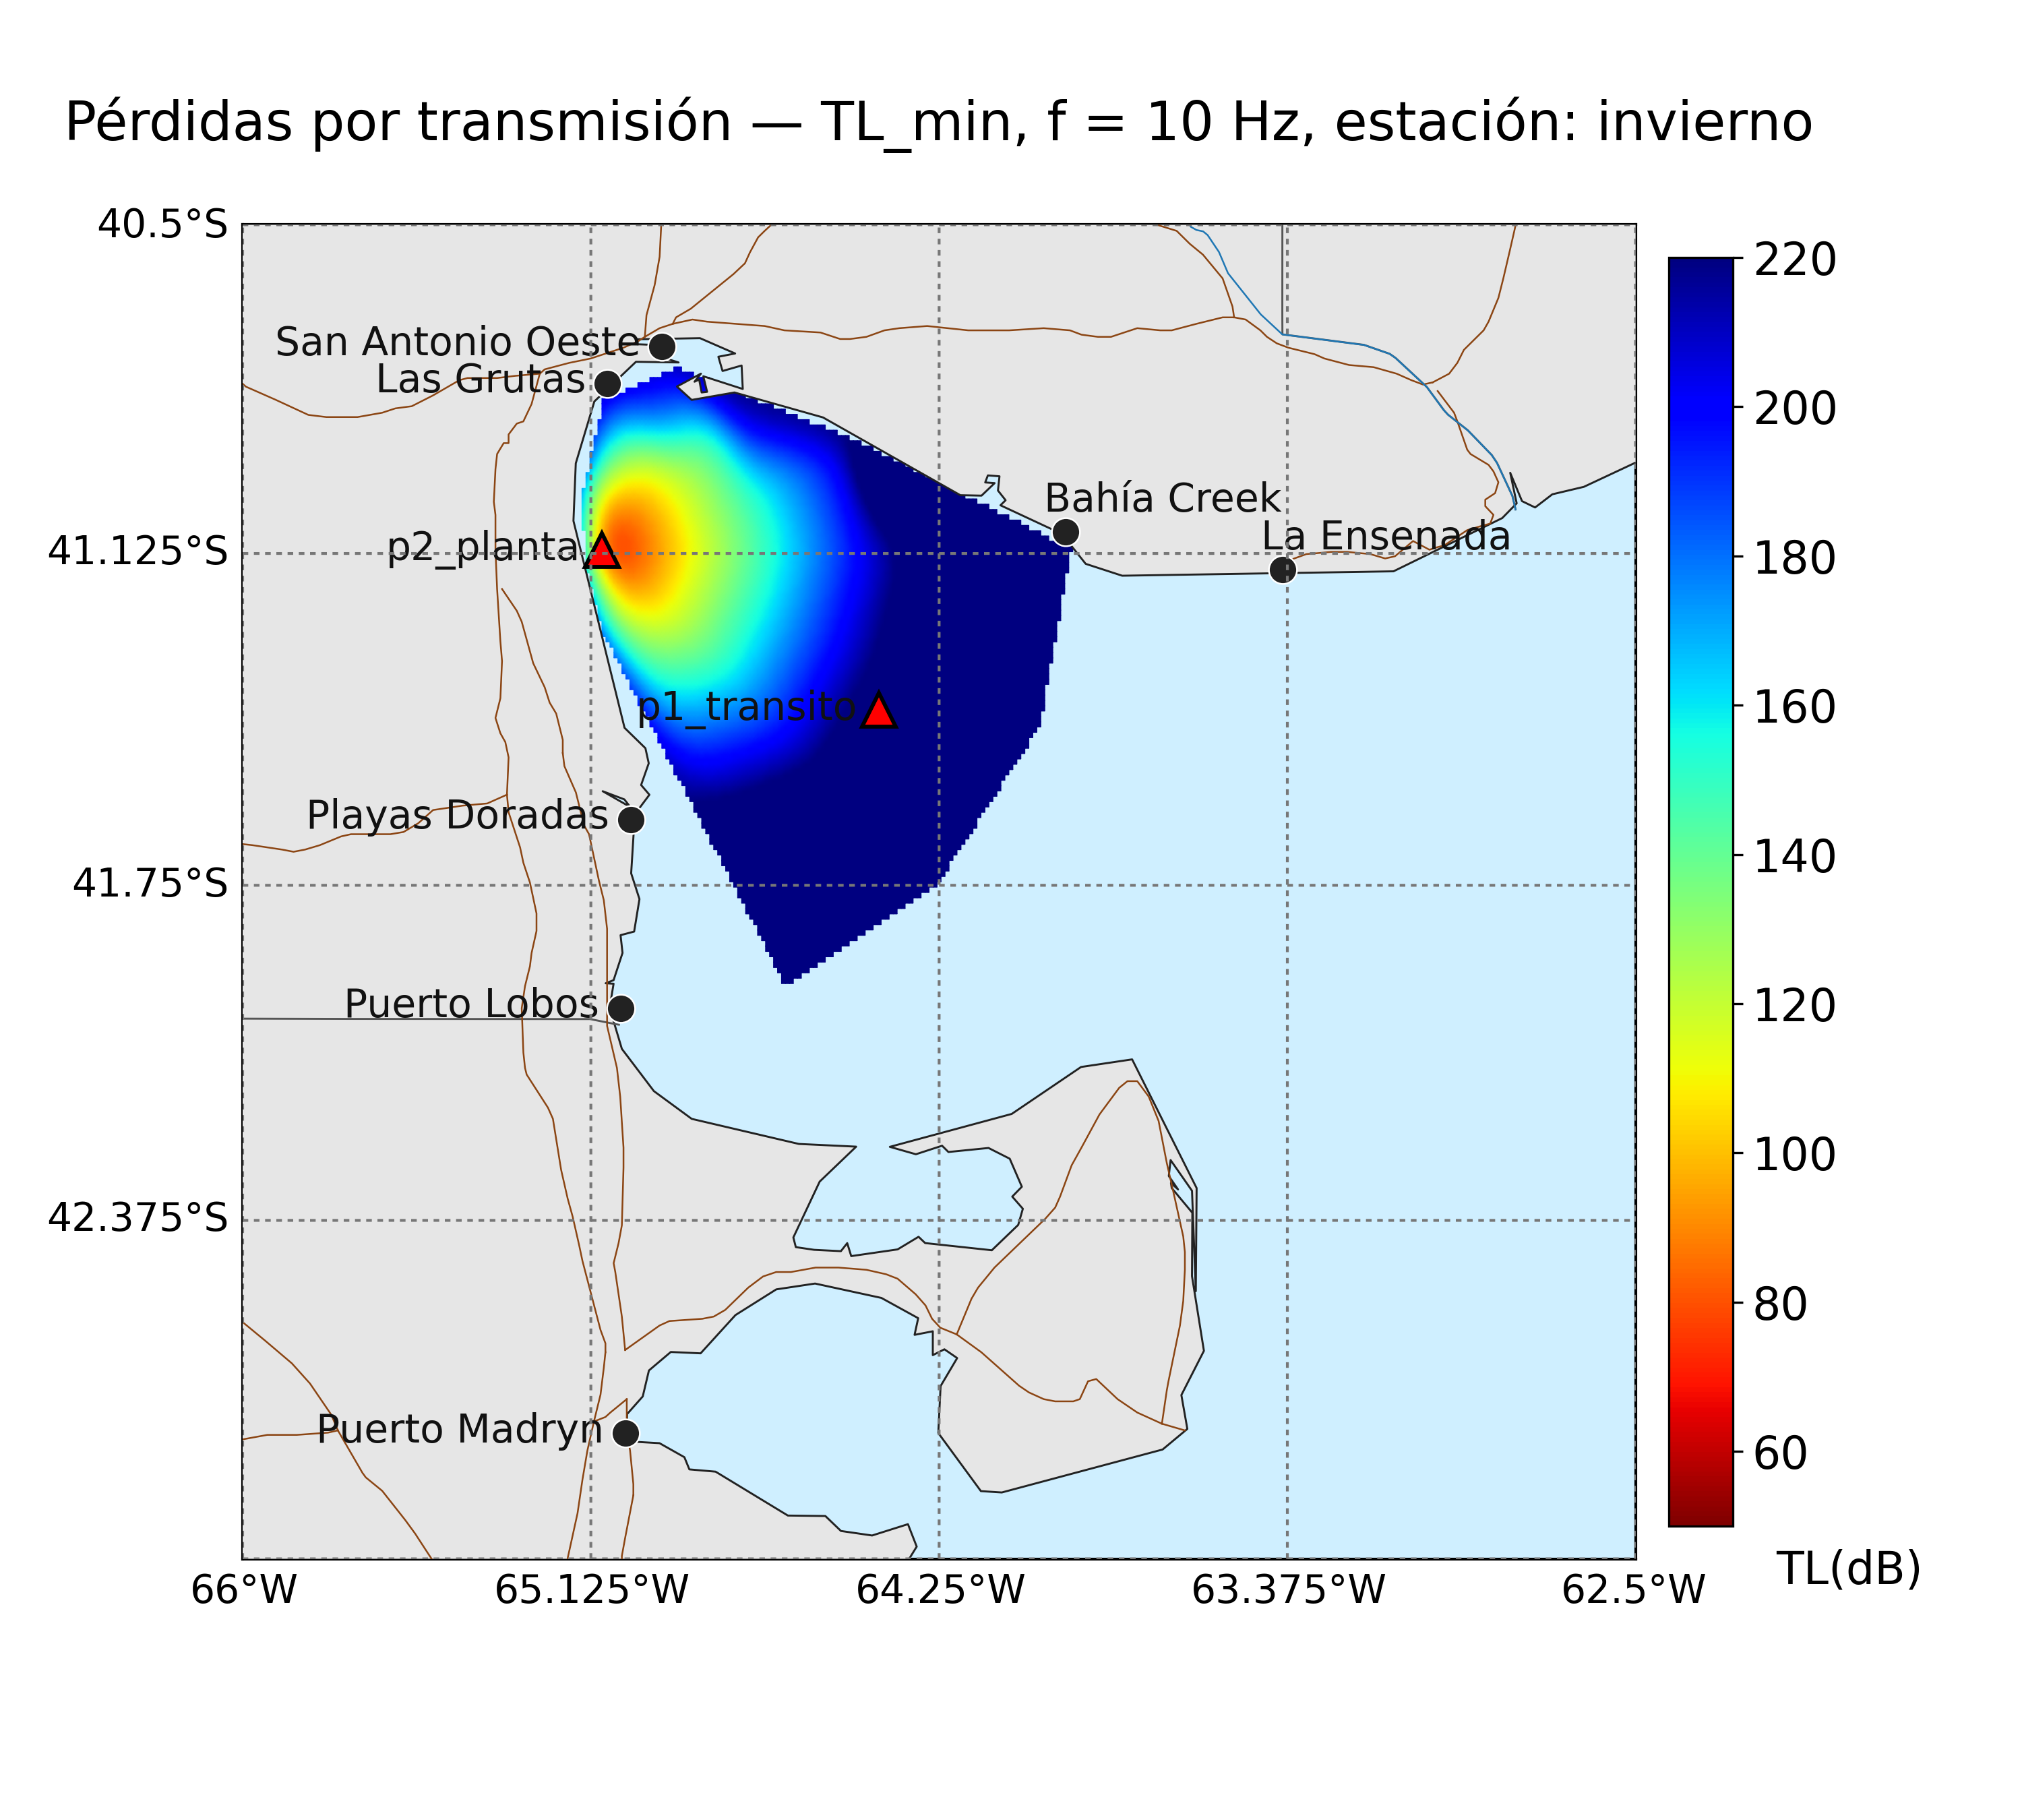 Pérdidas por transmisión — TL_min, f = 10 Hz, estación: invierno
40.5°S
220
San Antonio Oeste
Las Grutas
200
Bahía Creek
La Ensenada
p2_planta
41.125°S
180
p1_transito
160
Playas Doradas
140
41.75°S
Puerto Lobos
120
100
42.375°S
80
Puerto Madryn
60
TL(dB)
66°W
65.125°W
64.25°W
63.375°W
62.5°W